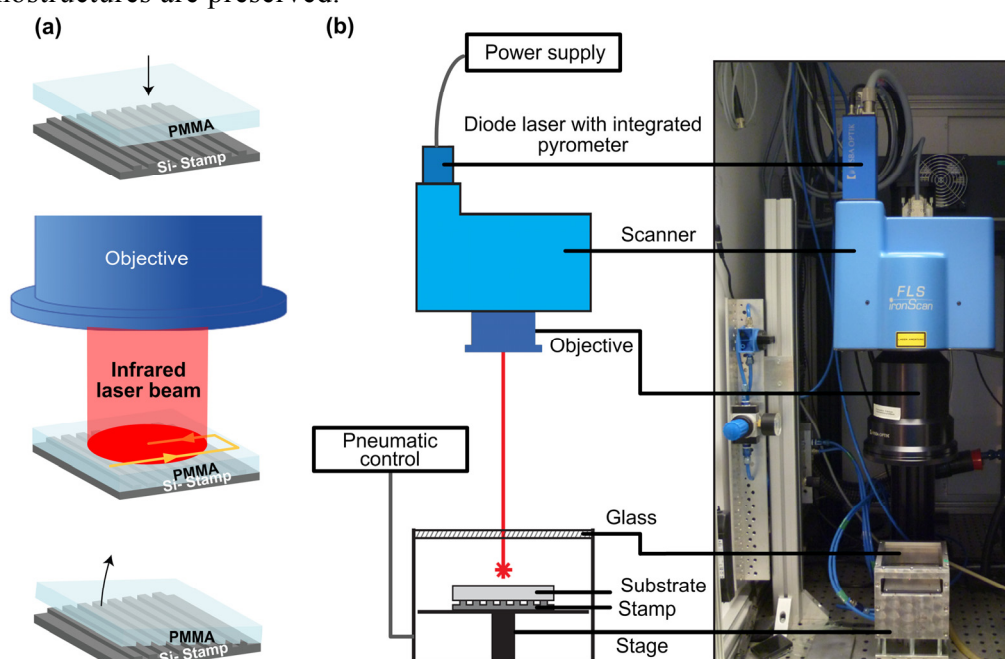 nostructures are preserved.
(a)
(b)
PMMA
Si- Stamp
Objective
Infrared
laser beam
PMMA
Si- Stamp
PMMA
Si- Stamp
Power supply
Diode laser with integrated
pyrometer
Scanner
Objective
Pneumatic
control
Glass
Substrate
Stamp
Stage
FLS
ironScan